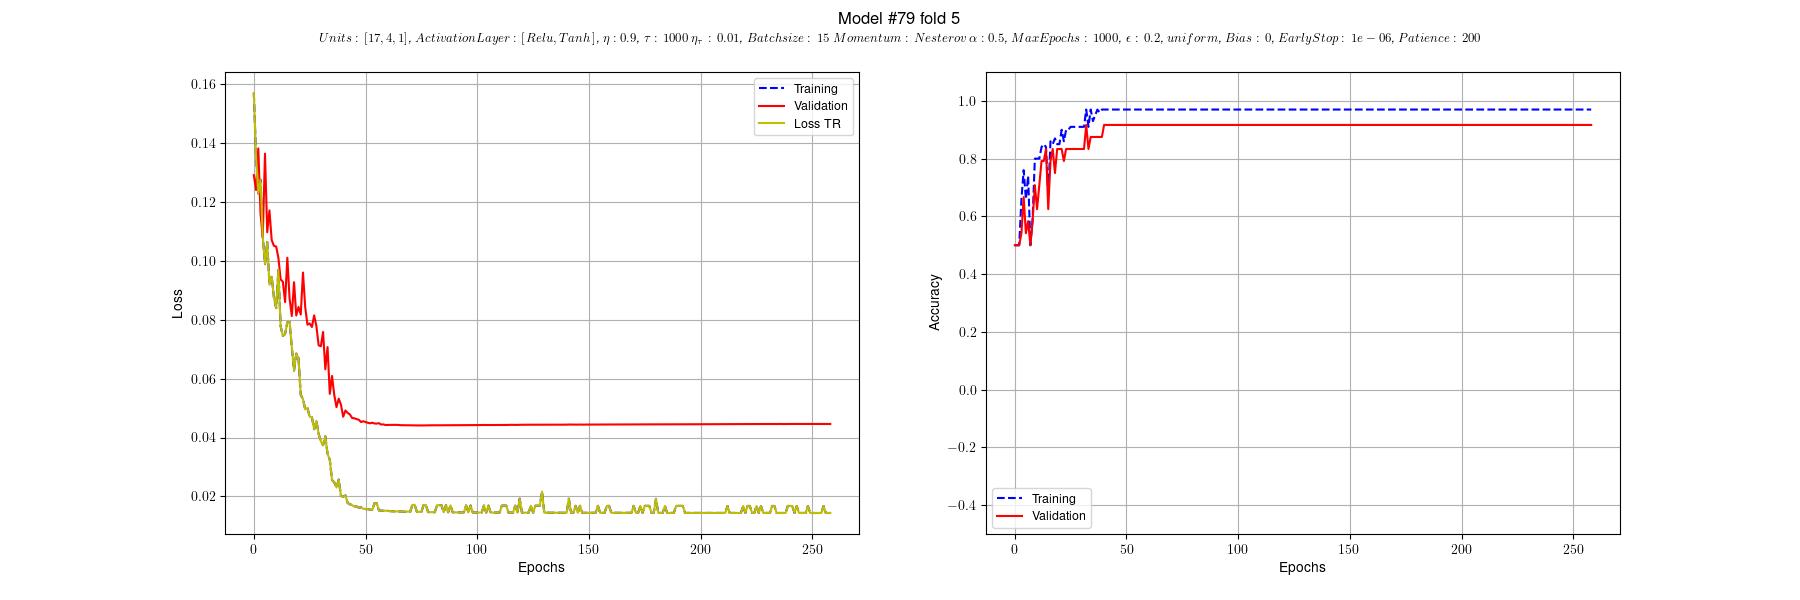 Model #79 fold 5
Units : [17, 4, 1], ActivationLayer : [Relu, Tanh], η : 0.9, τ : 1000 ητ : 0.01, Batchsize : 15 Momentum : Nesterov α : 0.5, MaxEpochs : 1000, ϵ : 0.2, uniform, Bias : 0, EarlyStop : 1e − 06, Patience : 200
0.16
0.14
0.12
0.10
0.08
0.06
0.04
0.02
Loss
0 50 100 150 200 250
Epochs
Training
Validation
Loss TR
1.0
0.8
0.6
0.4
0.2
0.0
−0.2
−0.4
Accuracy
Training
Validation
0 50 100 150 200 250
Epochs